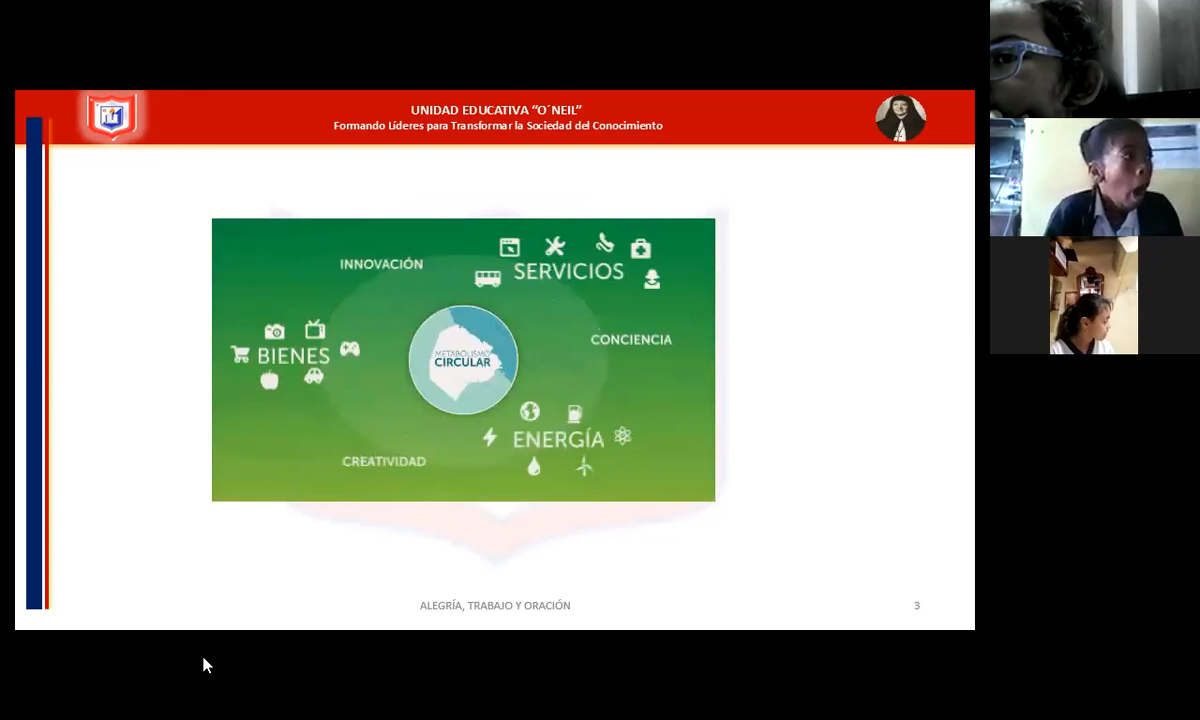 UNIDAD EDUCATIVA “O´NEIL”
Formando Líderes para Transformar la Sociedad del Conocimiento
INNOVACIÓN
SERVICIOS
CONCIENCIA
BIENES
METABOLISMO
CIRCULAR
ENERGÍA
CREATIVIDAD
ALEGRÍA, TRABAJO Y ORACIÓN
3